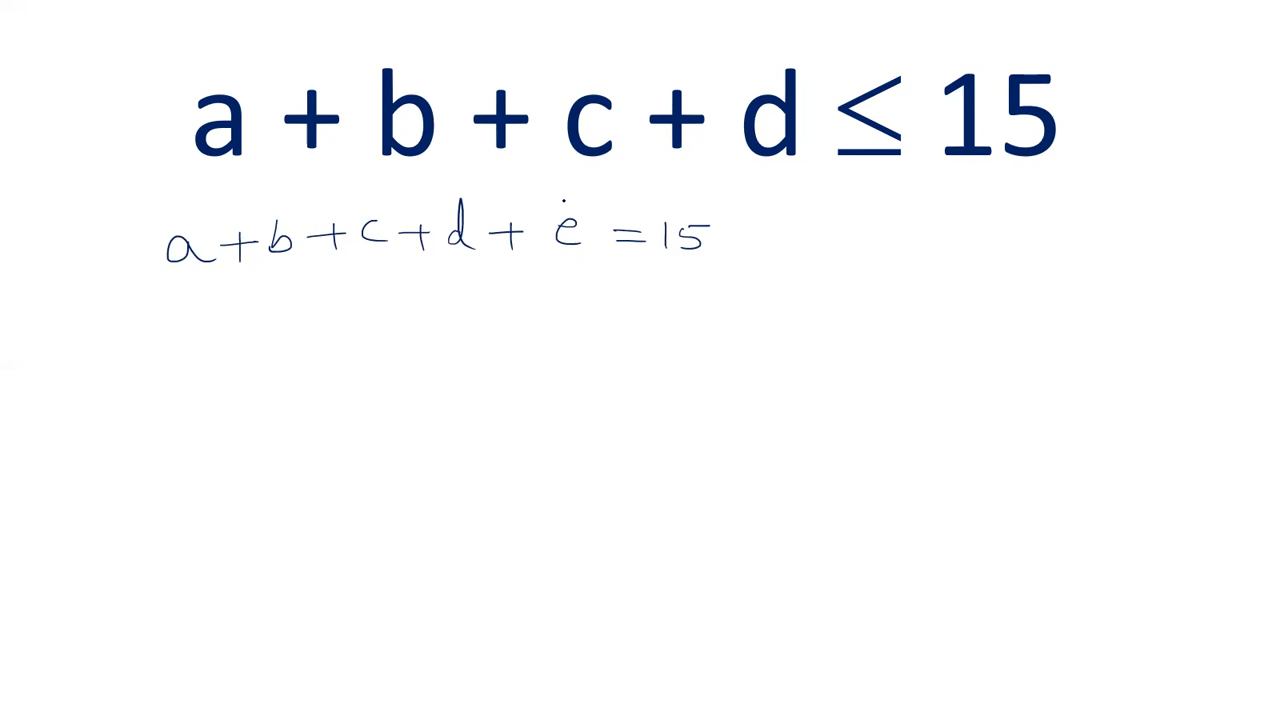 a + b + c + d ≤ 15
a + b + c + d + e = 15